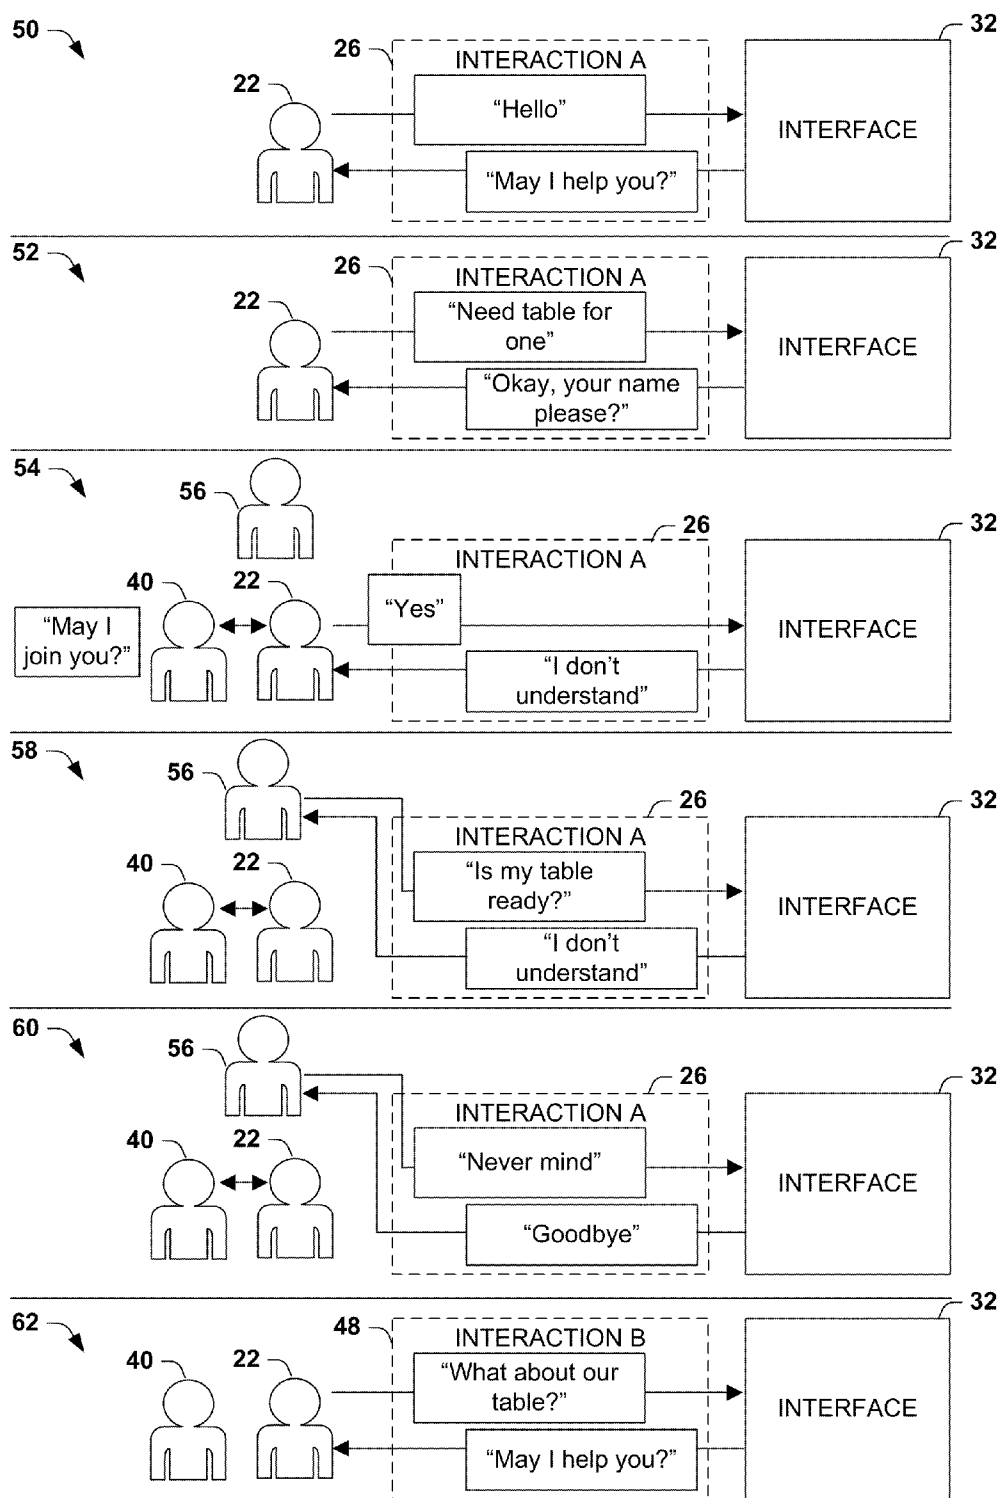 50
32
26
INTERACTION A
22
“Hello”
INTERFACE
“May I help you?”
52
32
26
INTERACTION A
22
“Need table for
one”
INTERFACE
“Okay, your name
please?”
54
56
26
32
INTERACTION A
40
22
“Yes”
“May I
join you?”
INTERFACE
“I don’t
understand”
58
56
26
32
INTERACTION A
40
22
“Is my table
ready?”
INTERFACE
“I don’t
understand”
60
56
26
32
INTERACTION A
40
22
“Never mind”
INTERFACE
“Goodbye”
62
48
32
INTERACTION B
40
22
“What about our
table?”
INTERFACE
“May I help you?”